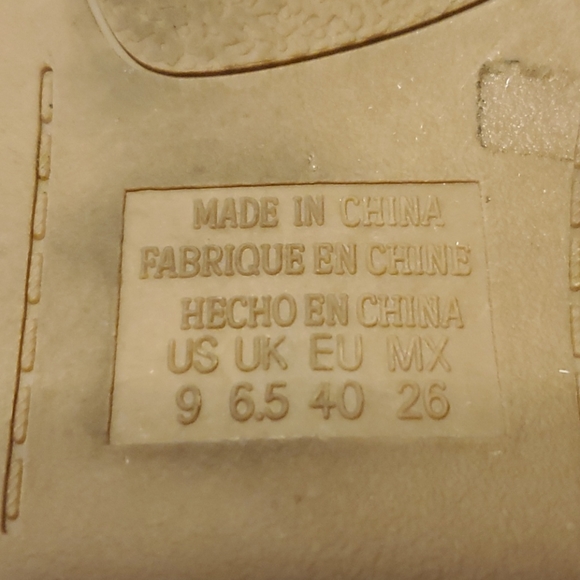 MADE IN CHINA
FABRIQUE EN CHINE
HECHO EN CHINA
US UK EU MX
9 6.5 40 26